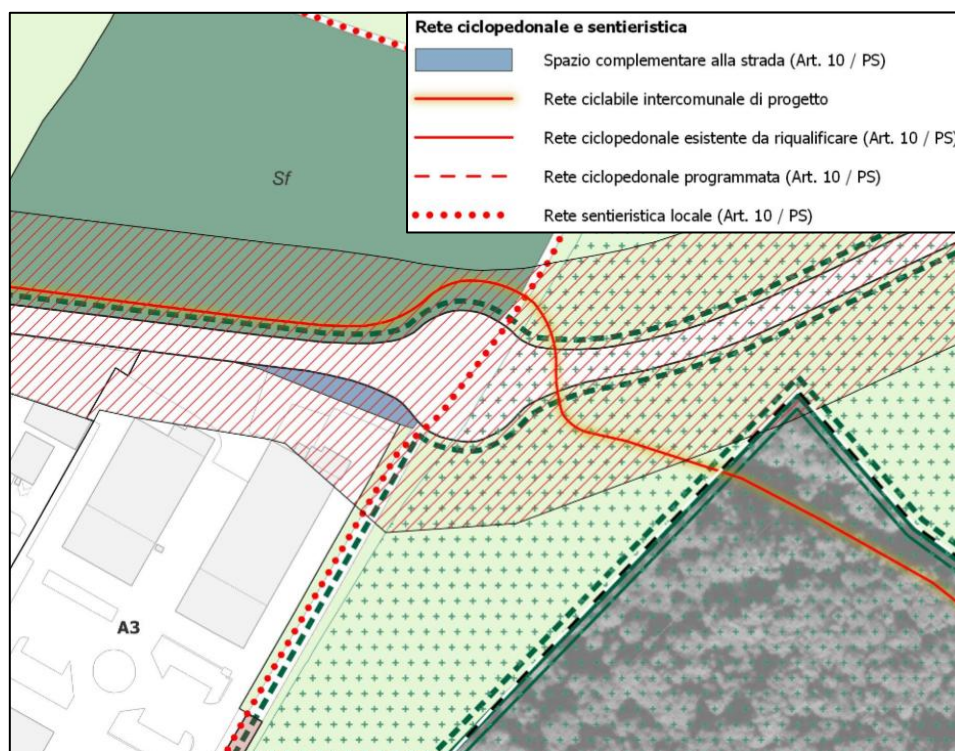 Rete ciclopedonale e sentieristica
Spazio complementare alla strada (Art. 10 / PS)
Rete ciclabile intercomunale di progetto
Rete ciclopedonale esistente da riqualificare (Art. 10 / PS)
Rete ciclopedonale programmata (Art. 10 / PS)
Rete sentieristica locale (Art. 10 / PS)
Sf
A3